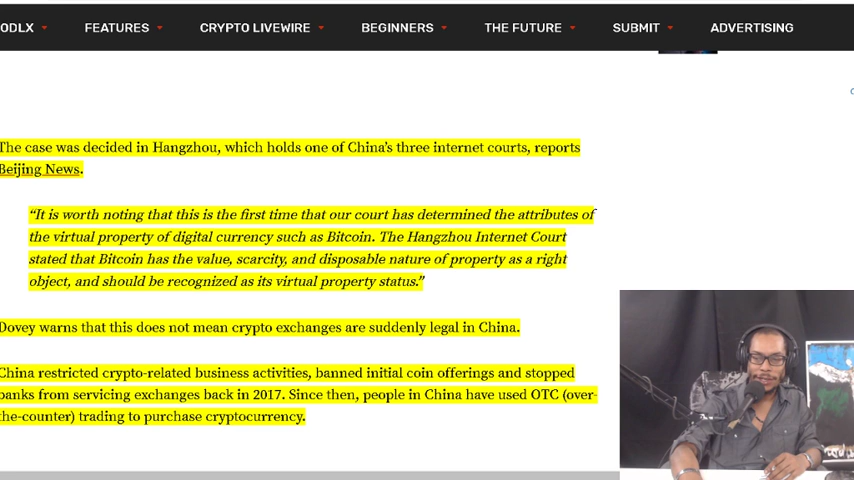 ODLX FEATURES CRYPTO LIVEWIRE BEGINNERS THE FUTURE SUBMIT ADVERTISING
The case was decided in Hangzhou, which holds one of China's three internet courts, reports
Beijing News.
“It is worth noting that this is the first time that our court has determined the attributes of
the virtual property of digital currency such as Bitcoin. The Hangzhou Internet Court
stated that Bitcoin has the value, scarcity, and disposable nature of property as a right
object, and should be recognized as its virtual property status.”
Dovey warns that this does not mean crypto exchanges are suddenly legal in China.
China restricted crypto-related business activities, banned initial coin offerings and stopped
banks from servicing exchanges back in 2017. Since then, people in China have used OTC (over-
the-counter) trading to purchase cryptocurrency.